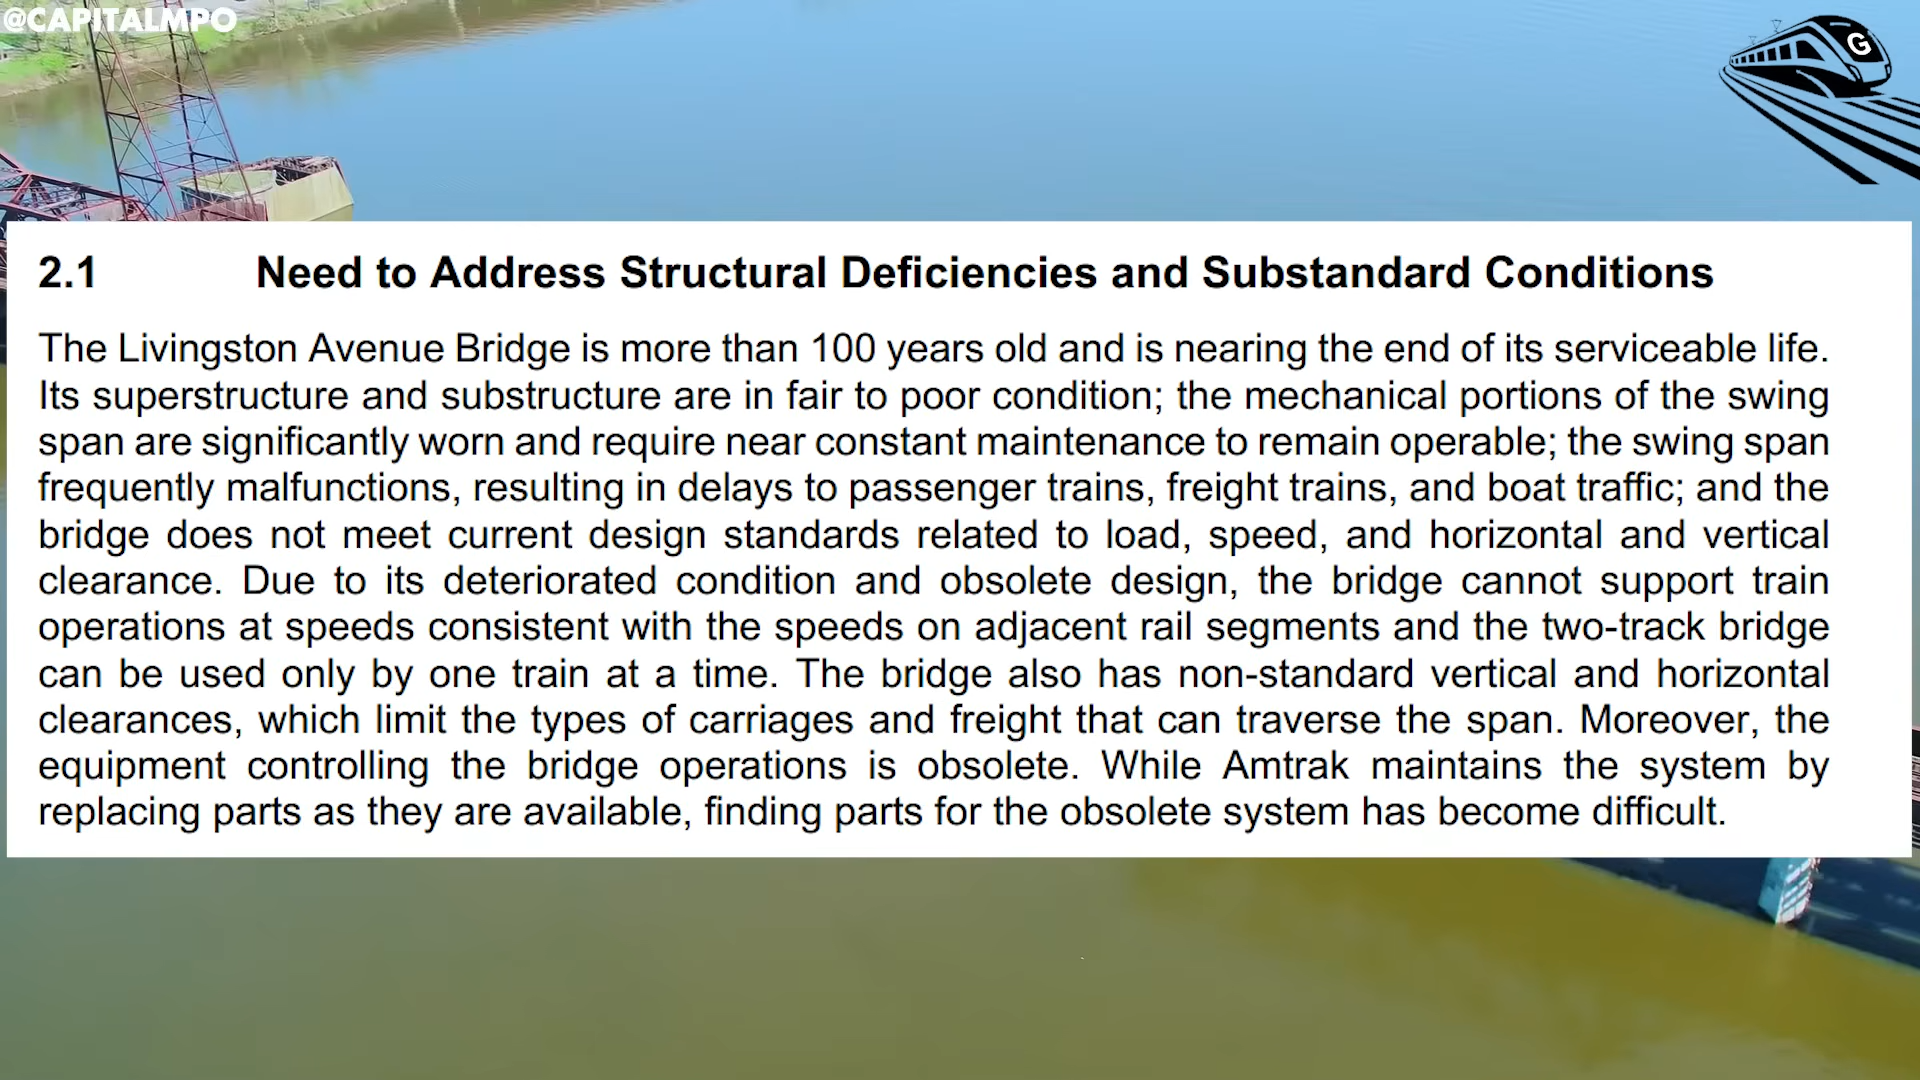 @CAPITALMPO
G
2.1 Need to Address Structural Deficiencies and Substandard Conditions
The Livingston Avenue Bridge is more than 100 years old and is nearing the end of its serviceable life.
Its superstructure and substructure are in fair to poor condition; the mechanical portions of the swing
span are significantly worn and require near constant maintenance to remain operable; the swing span
frequently malfunctions, resulting in delays to passenger trains, freight trains, and boat traffic; and the
bridge does not meet current design standards related to load, speed, and horizontal and vertical
clearance. Due to its deteriorated condition and obsolete design, the bridge cannot support train
operations at speeds consistent with the speeds on adjacent rail segments and the two-track bridge
can be used only by one train at a time. The bridge also has non-standard vertical and horizontal
clearances, which limit the types of carriages and freight that can traverse the span. Moreover, the
equipment controlling the bridge operations is obsolete. While Amtrak maintains the system by
replacing parts as they are available, finding parts for the obsolete system has become difficult.